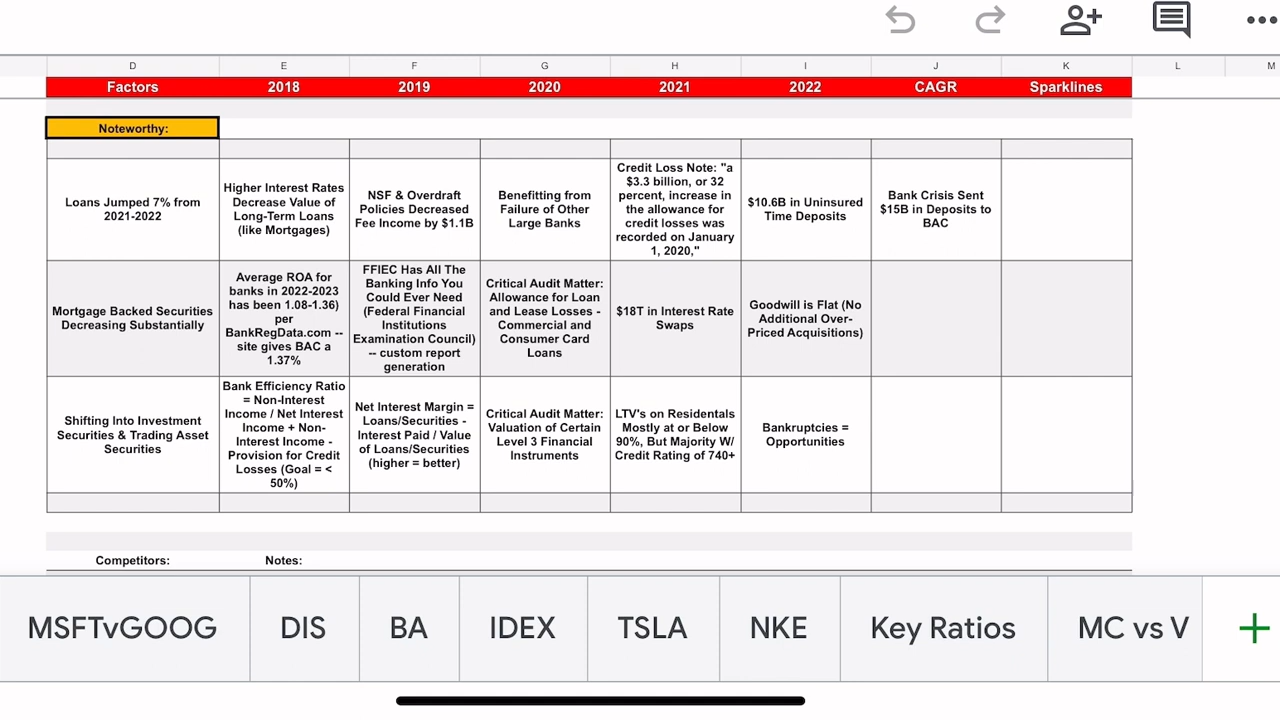 D E F G H I J K L M
Factors 2018 2019 2020 2021 2022 CAGR Sparklines
Noteworthy:
Loans Jumped 7% from
2021-2022
Higher Interest Rates
Decrease Value of
Long-Term Loans
(like Mortgages)
NSF & Overdraft
Policies Decreased
Fee Income by $1.1B
Benefitting from
Failure of Other
Large Banks
Credit Loss Note: "a
$3.3 billion, or 32
percent, increase in
the allowance for
credit losses was
recorded on January
1, 2020,"
$10.6B in Uninsured
Time Deposits
Bank Crisis Sent
$15B in Deposits to
BAC
Mortgage Backed Securities
Decreasing Substantially
Average ROA for
banks in 2022-2023
has been 1.08-1.36)
per
BankRegData.com --
site gives BAC a
1.37%
FFIEC Has All The
Banking Info You
Could Ever Need
(Federal Financial
Institutions
Examination Council)
-- custom report
generation
Critical Audit Matter:
Allowance for Loan
and Lease Losses -
Commercial and
Consumer Card
Loans
$18T in Interest Rate
Swaps
Goodwill is Flat (No
Additional Over-
Priced Acquisitions)
Shifting Into Investment
Securities & Trading Asset
Securities
Bank Efficiency Ratio
= Non-Interest
Income / Net Interest
Income + Non-
Interest Income -
Provision for Credit
Losses (Goal = <
50%)
Net Interest Margin =
Loans/Securities -
Interest Paid / Value
of Loans/Securities
(higher = better)
Critical Audit Matter:
Valuation of Certain
Level 3 Financial
Instruments
LTV's on Residentals
Mostly at or Below
90%, But Majority W/
Credit Rating of 740+
Bankruptcies =
Opportunities
Competitors: Notes:
MSFTvGOOG DIS BA IDEX TSLA NKE Key Ratios MC vs V